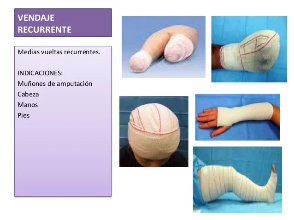 VENDAJE
RECURRENTE
Medias vueltas recurrentes.
INDICACIONES:
Muñones de amputación
Cabeza
Manos
Pies